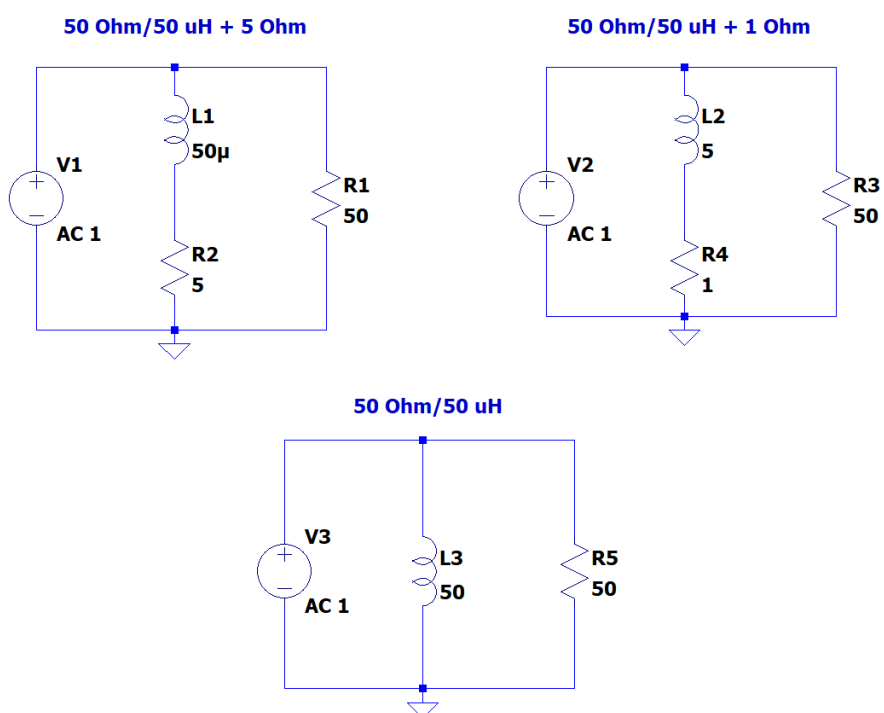 50 Ohm/50 uH + 5 Ohm
L1
50µ
V1
AC 1
R1
50
R2
5
50 Ohm/50 uH + 1 Ohm
L2
5
V2
AC 1
R3
50
R4
1
50 Ohm/50 uH
V3
AC 1
L3
50
R5
50